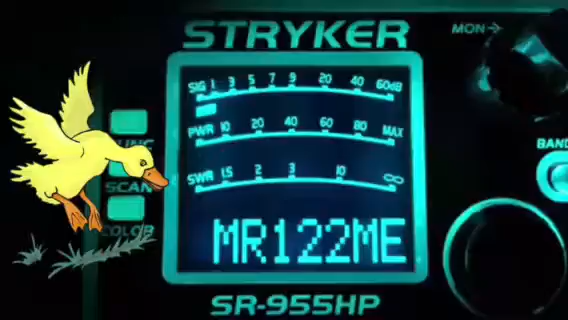 STRYKER
MON
SIG 1 3 5 7 9 20 40 60dB
PWR 10 20 40 60 80 MAX
SWR 1.5 2 3 10 ∞
SCAN
COLOR
BAND
MR122ME
SR-955HP